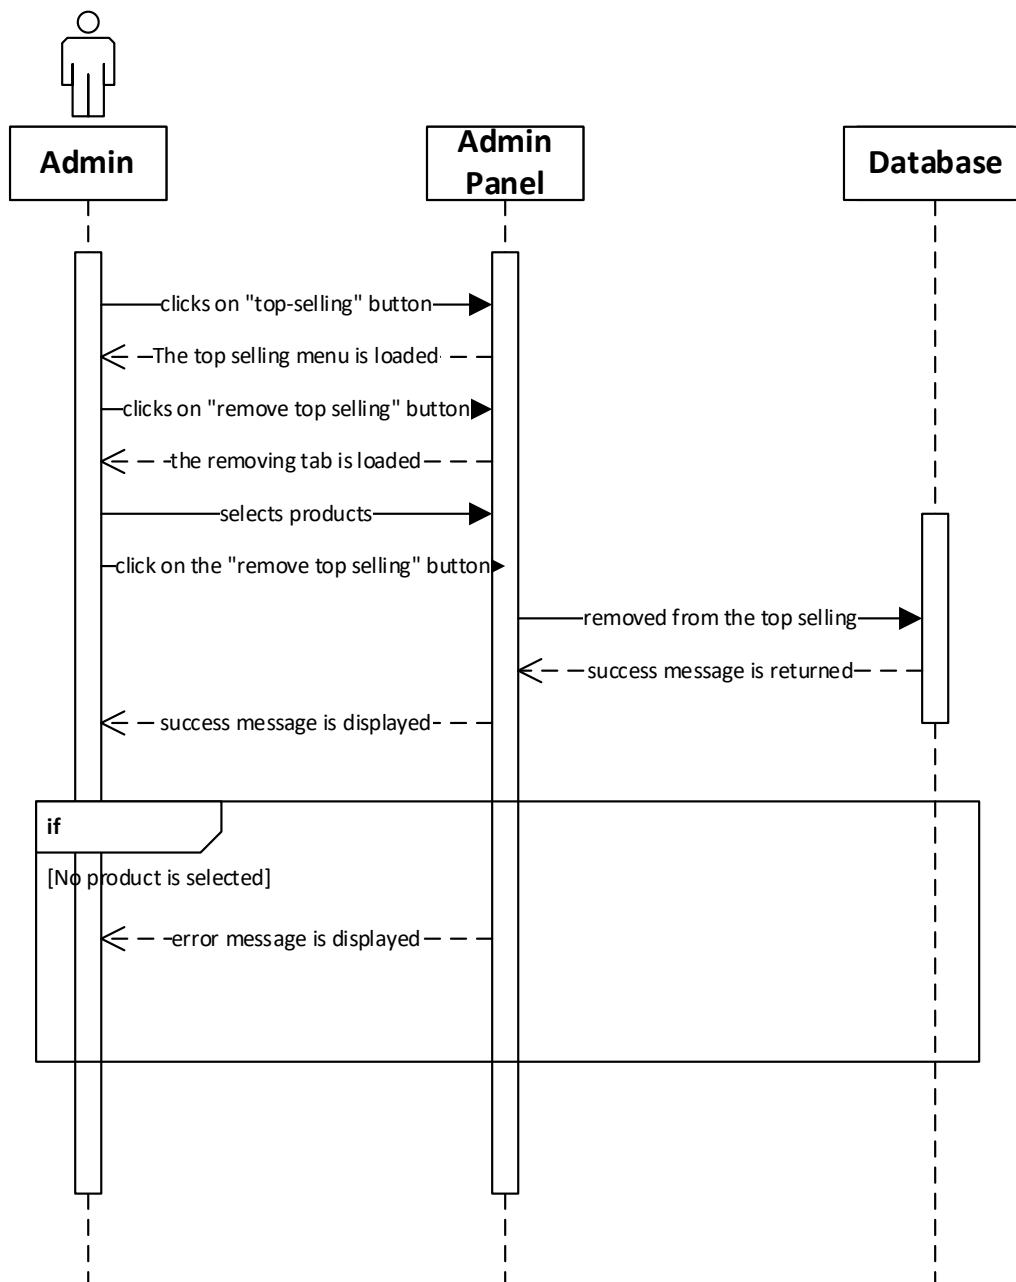 Admin
Admin
Panel
Database
clicks on "top-selling" button
The top selling menu is loaded
clicks on "remove top selling" button
the removing tab is loaded
selects products
click on the "remove top selling" button
removed from the top selling
success message is returned
success message is displayed
if
[No product is selected]
error message is displayed